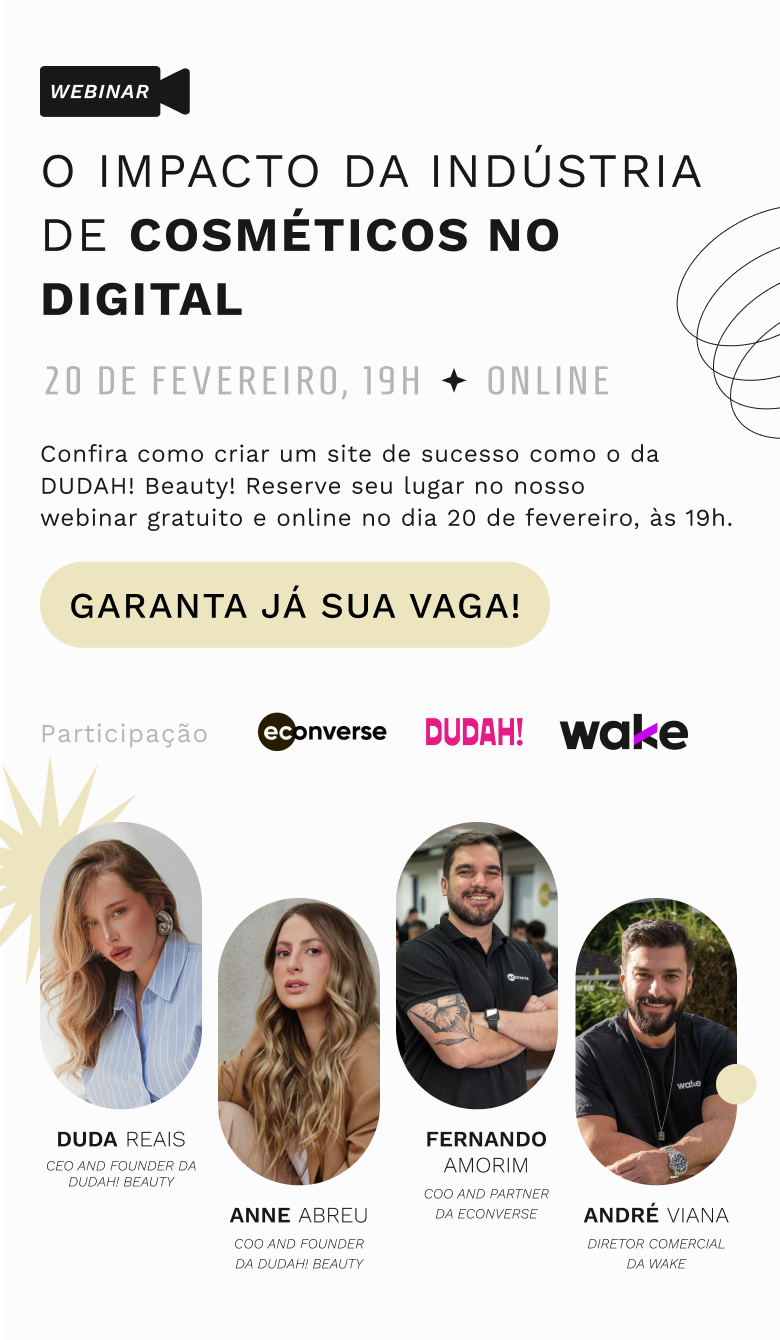 WEBINAR
O IMPACTO DA INDÚSTRIA
DE COSMÉTICOS NO
DIGITAL
20 DE FEVEREIRO, 19H ONLINE
Confira como criar um site de sucesso como o da
DUDAH! Beauty! Reserve seu lugar no nosso
webinar gratuito e online no dia 20 de fevereiro, às 19h.
GARANTA JÁ SUA VAGA!
Participação
econverse
DUDAH!
wake
econverse
wake
DUDA REAIS
CEO AND FOUNDER DA
DUDAH! BEAUTY
ANNE ABREU
COO AND FOUNDER
DA DUDAH! BEAUTY
FERNANDO
AMORIM
COO AND PARTNER
DA ECONVERSE
ANDRÉ VIANA
DIRETOR COMERCIAL
DA WAKE